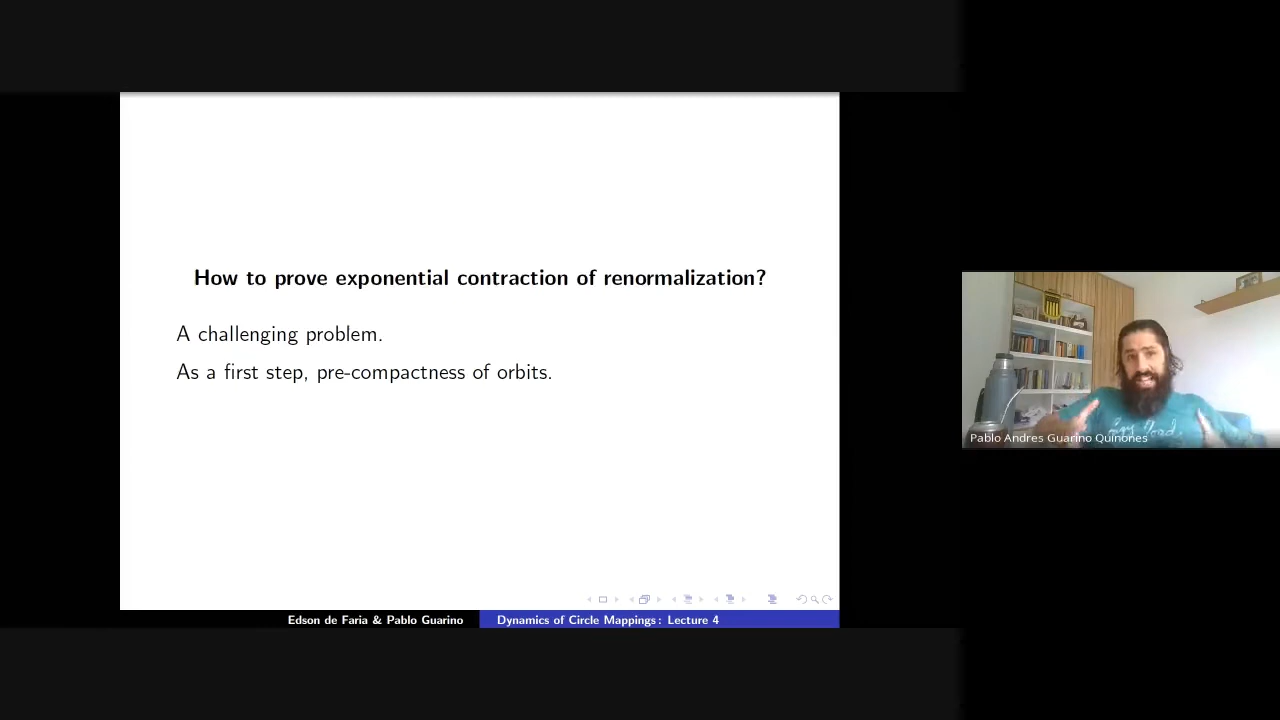 How to prove exponential contraction of renormalization?
A challenging problem.
As a first step, pre-compactness of orbits.
Pablo Andres Guarino Quinones
Edson de Faria & Pablo Guarino
Dynamics of Circle Mappings: Lecture 4